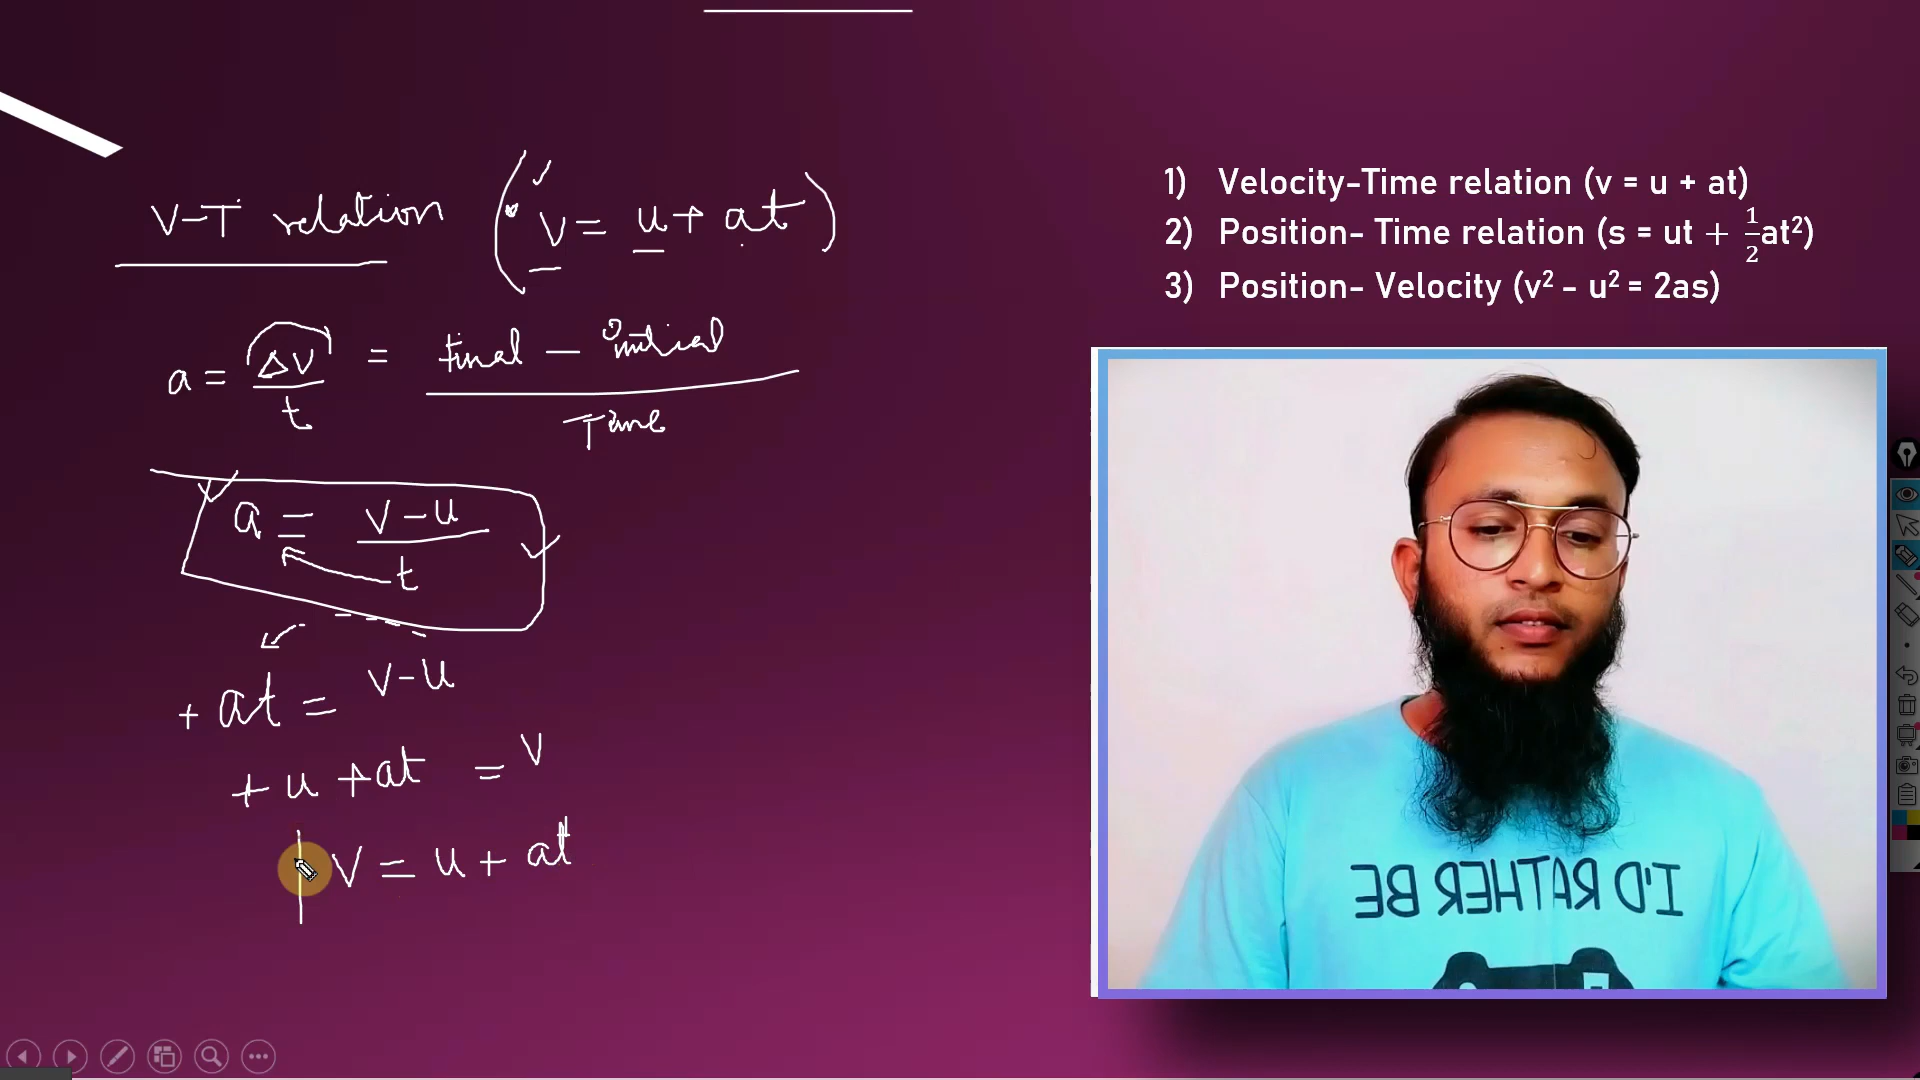 V-T relation (v = u + at)
a = Δv/t = final - initial / Time
a = v-u / t
+ at = v-u
+ u + at = v
v = u + at
1) Velocity-Time relation (v = u + at)
2) Position- Time relation (s = ut + 1/2 at²)
3) Position- Velocity (v² - u² = 2as)
I'D RATHER BE